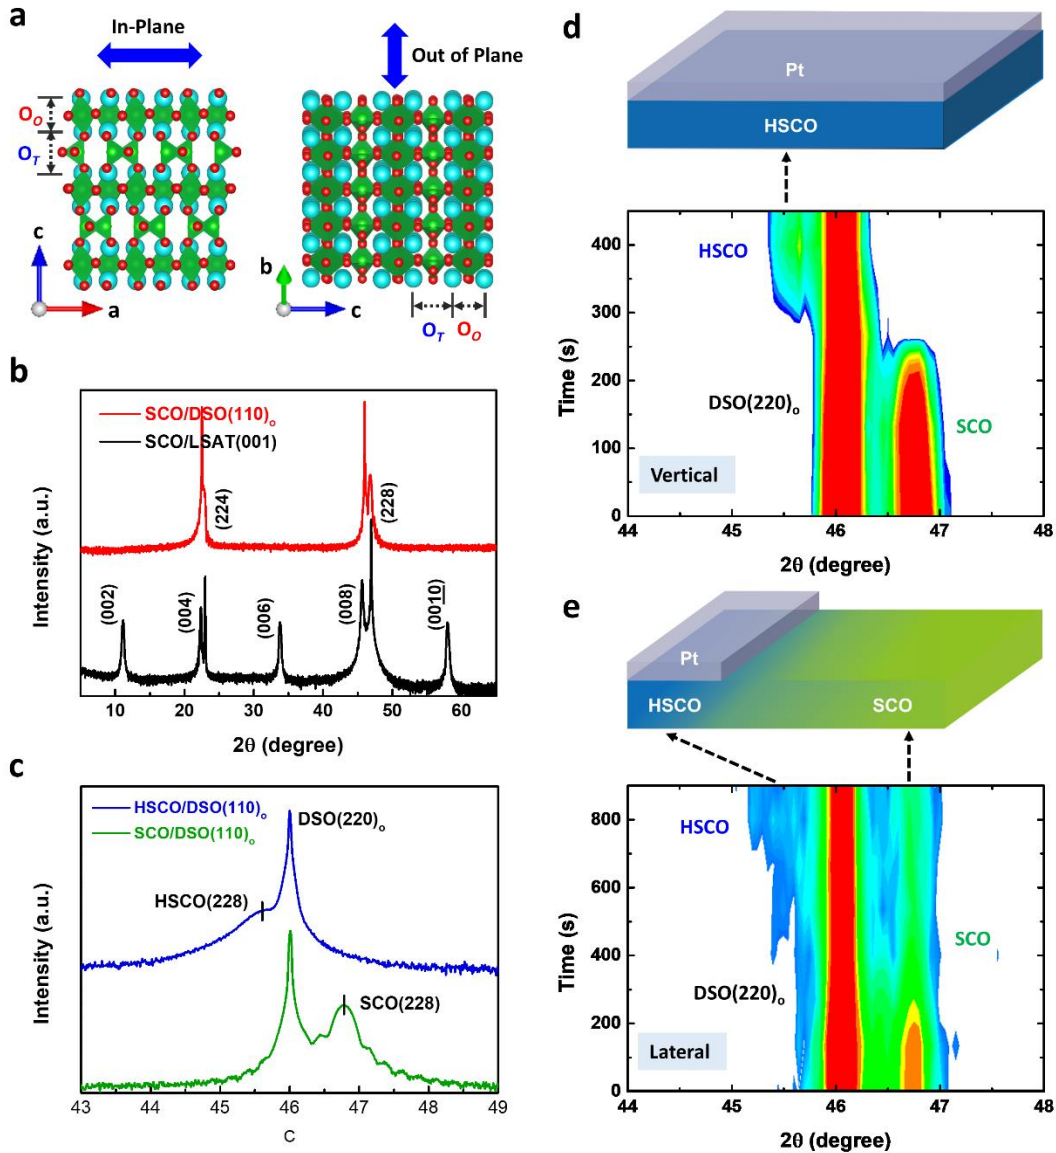 a
In-Plane
Out of Plane
O_O
O_T
c
a
b
c
O_T
O_O
b
SCO/DSO(110)_o
SCO/LSAT(001)
(224)
(228)
(002)
(004)
(006)
(008)
(0010)
Intensity (a.u.)
10 20 30 40 50 60
2θ (degree)
c
HSCO/DSO(110)_o
SCO/DSO(110)_o
DSO(220)_o
HSCO(228)
SCO(228)
Intensity (a.u.)
43 44 45 46 47 48 49
C
d
Pt
HSCO
HSCO
DSO(220)_o
SCO
Vertical
Time (s)
400
300
200
100
0
44 45 46 47 48
2θ (degree)
e
Pt
HSCO SCO
HSCO
SCO
DSO(220)_o
Lateral
Time (s)
800
600
400
200
0
44 45 46 47 48
2θ (degree)